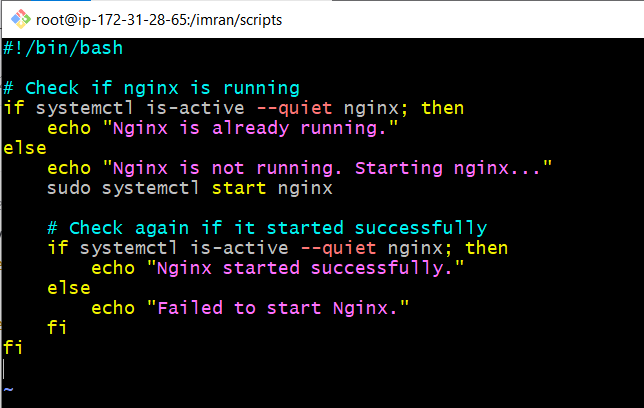 root@ip-172-31-28-65:/imran/scripts
#!/bin/bash

# Check if nginx is running
if systemctl is-active --quiet nginx; then
    echo "Nginx is already running."
else
    echo "Nginx is not running. Starting nginx..."
    sudo systemctl start nginx

    # Check again if it started successfully
    if systemctl is-active --quiet nginx; then
        echo "Nginx started successfully."
    else
        echo "Failed to start Nginx."
    fi
fi

~